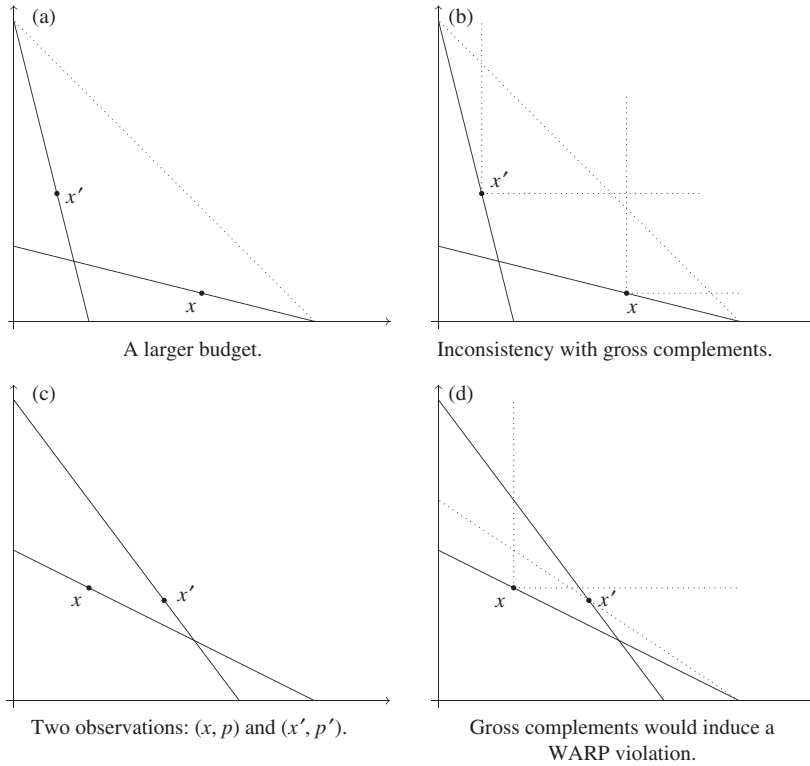 (a)
x′
x
A larger budget.
(b)
x′
x
Inconsistency with gross complements.
(c)
x
x′
Two observations: (x, p) and (x′, p′).
(d)
x
x′
Gross complements would induce a
WARP violation.